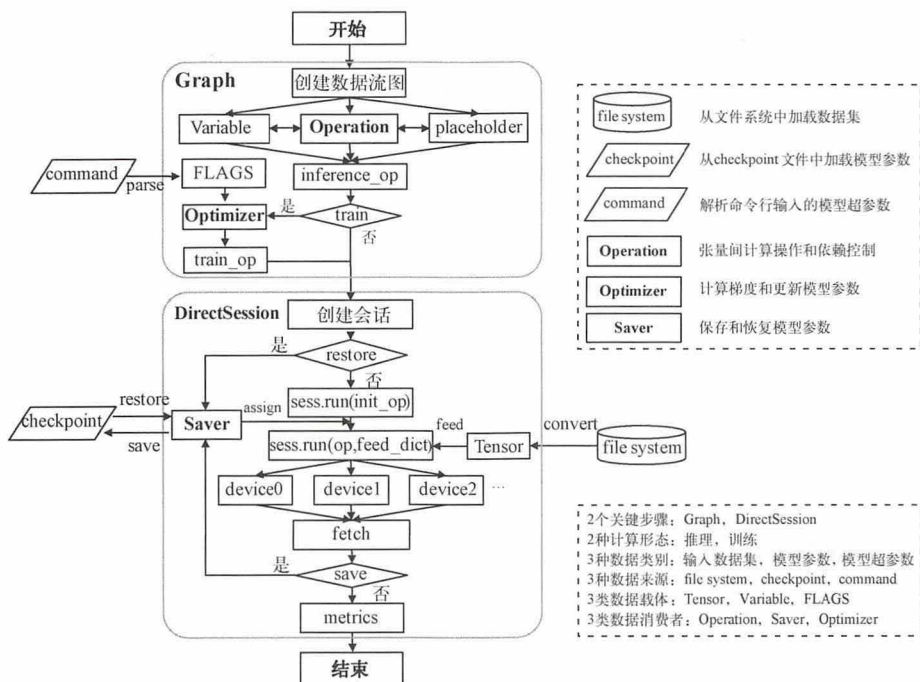 开始
Graph
创建数据流图
Variable
Operation
placeholder
command
parse
FLAGS
inference_op
Optimizer
是
train
否
train_op
DirectSession
创建会话
是
restore
否
sess.run(init_op)
checkpoint
restore
save
Saver
assign
sess.run(op,feed_dict)
feed
Tensor
convert
file system
device0
device1
device2
...
fetch
是
save
否
metrics
结束
file system 从文件系统中加载数据集
checkpoint 从checkpoint 文件中加载模型参数
command 解析命令行输入的模型超参数
Operation 张量间计算操作和依赖控制
Optimizer 计算梯度和更新模型参数
Saver 保存和恢复模型参数
2个关键步骤：Graph，DirectSession
2种计算形态：推理，训练
3种数据类别：输入数据集，模型参数，模型超参数
3种数据来源：file system，checkpoint，command
3类数据载体：Tensor，Variable，FLAGS
3类数据消费者：Operation，Saver，Optimizer